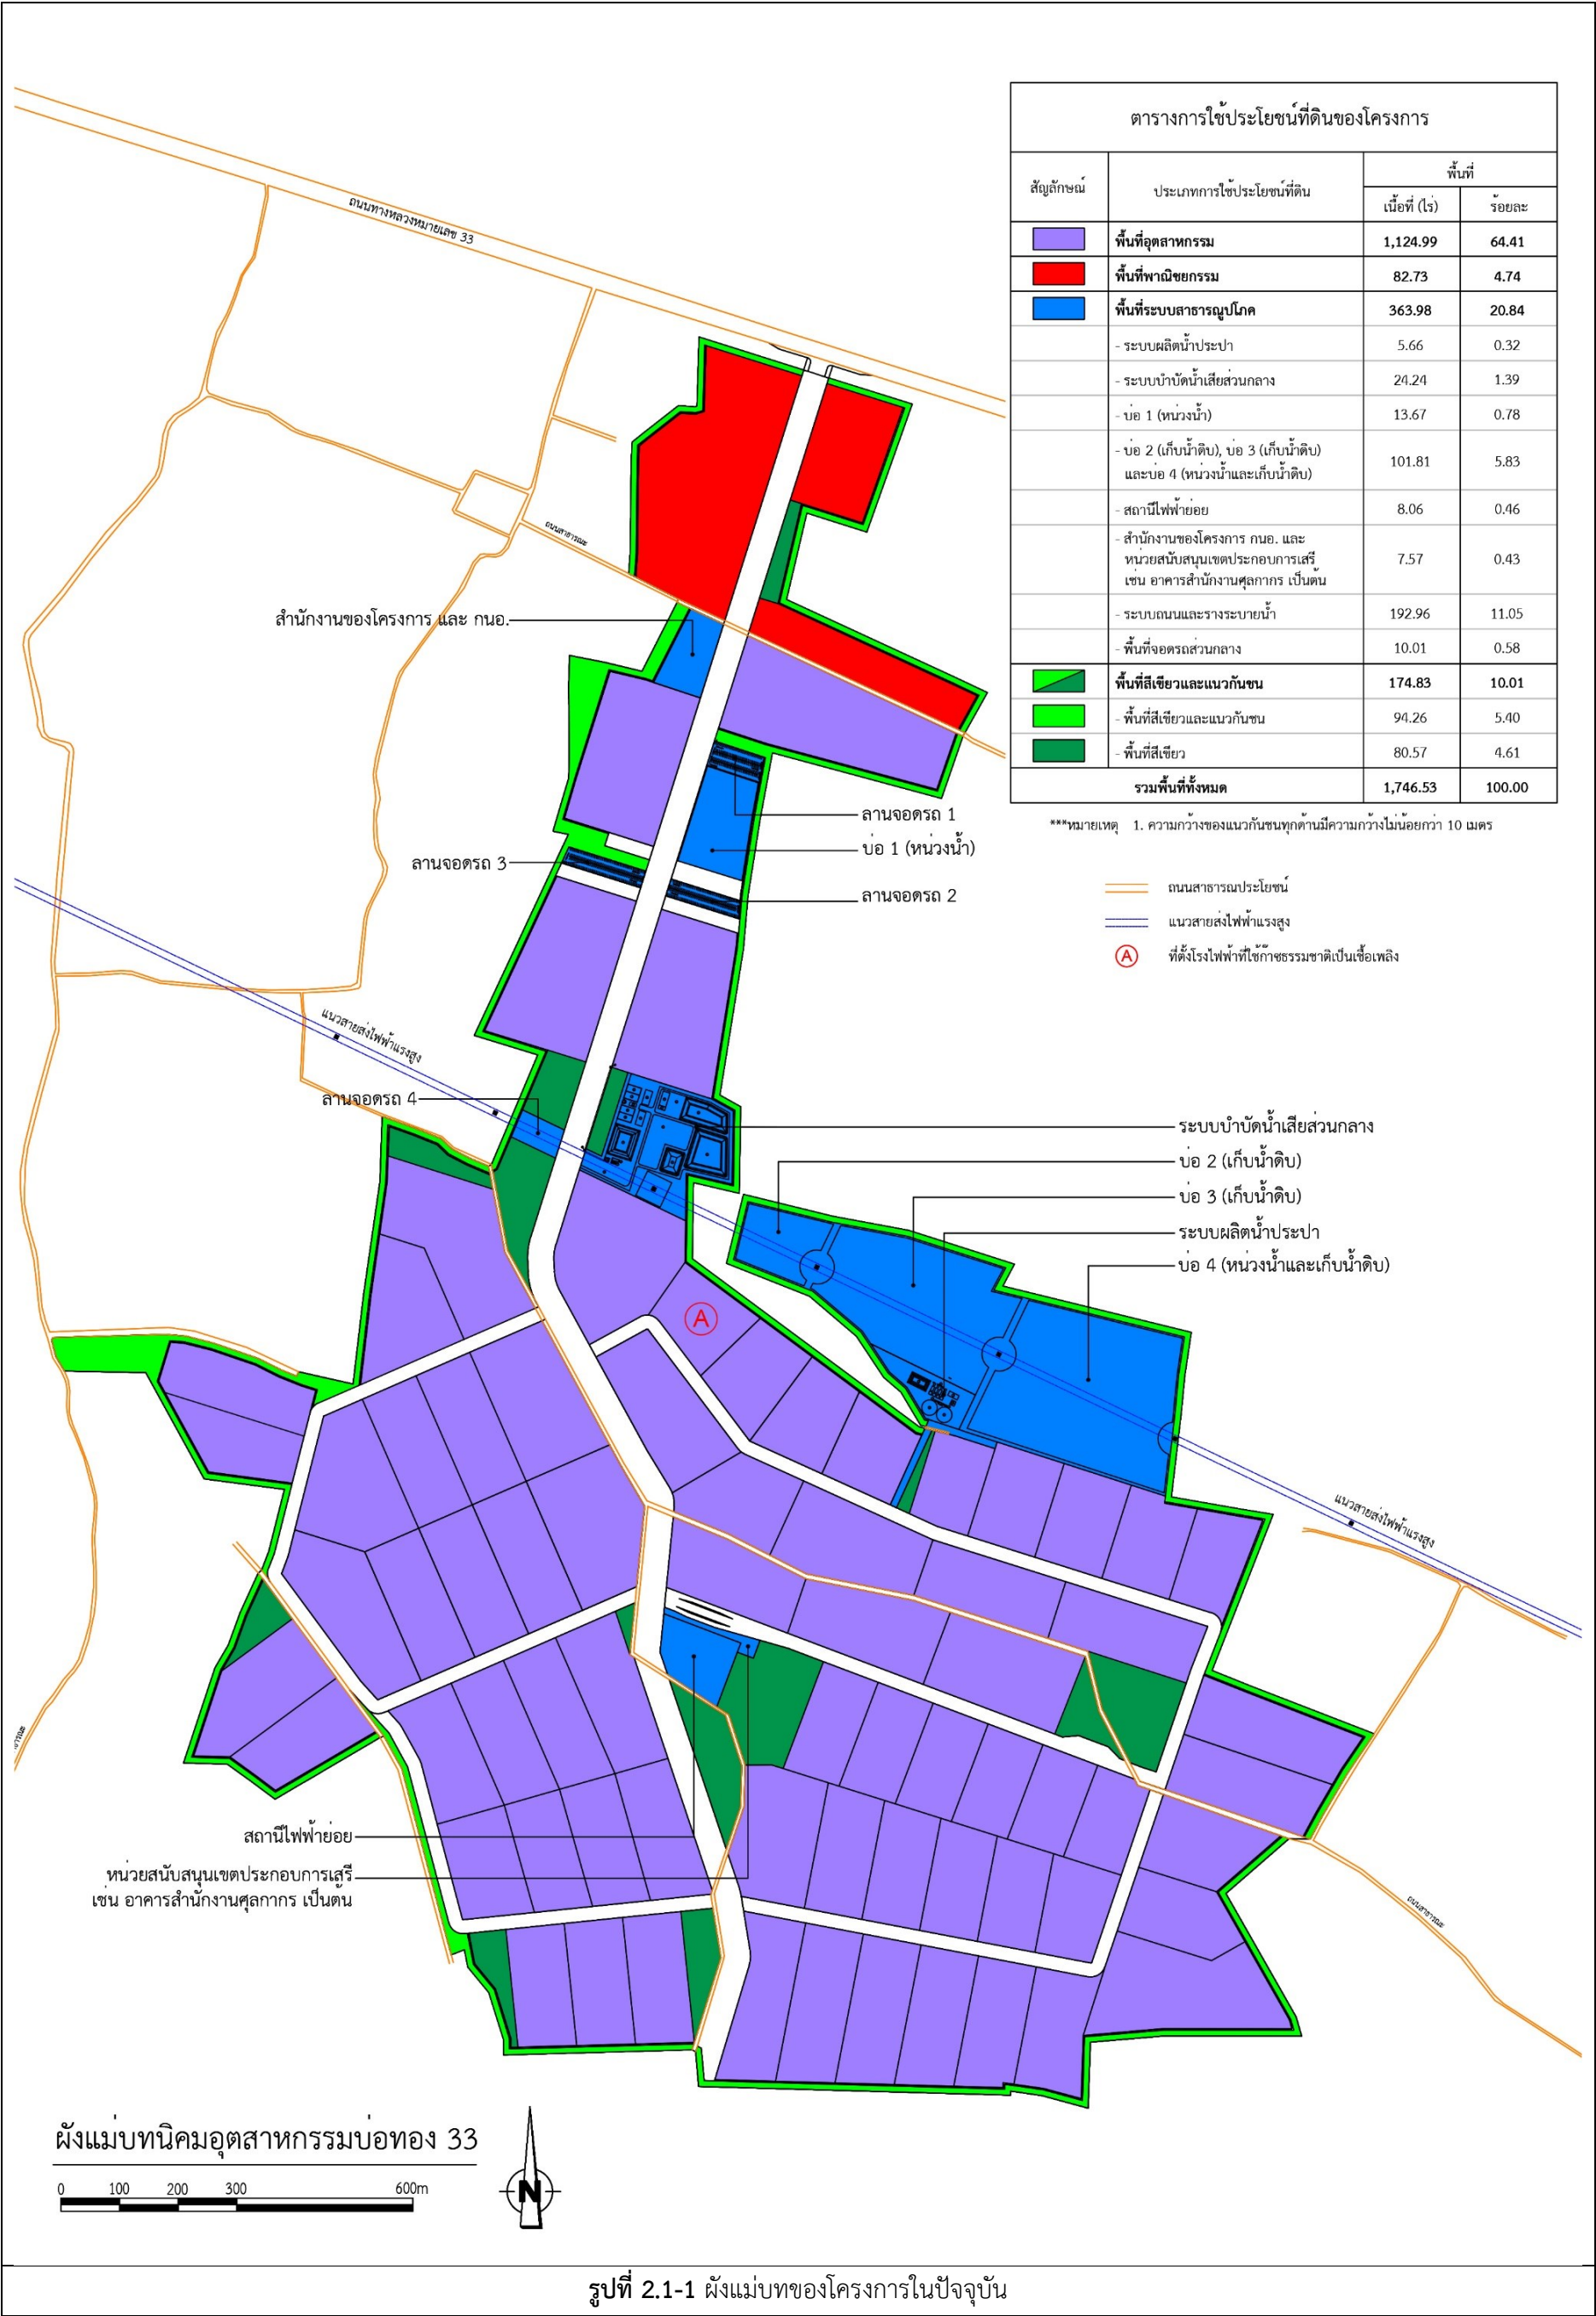 ตารางการใช้ประโยชน์ที่ดินของโครงการ
สัญลักษณ์ ประเภทการใช้ประโยชน์ที่ดิน พื้นที่
เนื้อที่ (ไร่) ร้อยละ
พื้นที่อุตสาหกรรม 1,124.99 64.41
พื้นที่พาณิชยกรรม 82.73 4.74
พื้นที่ระบบสาธารณูปโภค 363.98 20.84
- ระบบผลิตน้ำประปา 5.66 0.32
- ระบบบำบัดน้ำเสียส่วนกลาง 24.24 1.39
- บ่อ 1 (หน่วงน้ำ) 13.67 0.78
- บ่อ 2 (เก็บน้ำดิบ), บ่อ 3 (เก็บน้ำดิบ)
และบ่อ 4 (หน่วงน้ำและเก็บน้ำดิบ) 101.81 5.83
- สถานีไฟฟ้าย่อย 8.06 0.46
- สำนักงานของโครงการ กนอ. และ
หน่วยสนับสนุนเขตประกอบการเสรี 7.57 0.43
เช่น อาคารสำนักงานศุลกากร เป็นต้น
- ระบบถนนและรางระบายน้ำ 192.96 11.05
- พื้นที่จอดรถส่วนกลาง 10.01 0.58
พื้นที่สีเขียวและแนวกันชน 174.83 10.01
- พื้นที่สีเขียวและแนวกันชน 94.26 5.40
- พื้นที่สีเขียว 80.57 4.61
รวมพื้นที่ทั้งหมด 1,746.53 100.00
***หมายเหตุ 1. ความกว้างของแนวกันชนทุกด้านมีความกว้างไม่น้อยกว่า 10 เมตร
ถนนสาธารณประโยชน์
แนวสายส่งไฟฟ้าแรงสูง
A ที่ตั้งโรงไฟฟ้าที่ใช้ก๊าซธรรมชาติเป็นเชื้อเพลิง
ถนนทางหลวงหมายเลข 33
ถนนสาธารณะ
สำนักงานของโครงการ และ กนอ.
ลานจอดรถ 1
บ่อ 1 (หน่วงน้ำ)
ลานจอดรถ 3
ลานจอดรถ 2
แนวสายส่งไฟฟ้าแรงสูง
ลานจอดรถ 4
ระบบบำบัดน้ำเสียส่วนกลาง
บ่อ 2 (เก็บน้ำดิบ)
บ่อ 3 (เก็บน้ำดิบ)
ระบบผลิตน้ำประปา
บ่อ 4 (หน่วงน้ำและเก็บน้ำดิบ)
A
แนวสายส่งไฟฟ้าแรงสูง
สถานีไฟฟ้าย่อย
หน่วยสนับสนุนเขตประกอบการเสรี
เช่น อาคารสำนักงานศุลกากร เป็นต้น
ถนนสาธารณะ
ผังแม่บทนิคมอุตสาหกรรมบ่อทอง 33
0 100 200 300 600m
N
รูปที่ 2.1-1 ผังแม่บทของโครงการในปัจจุบัน